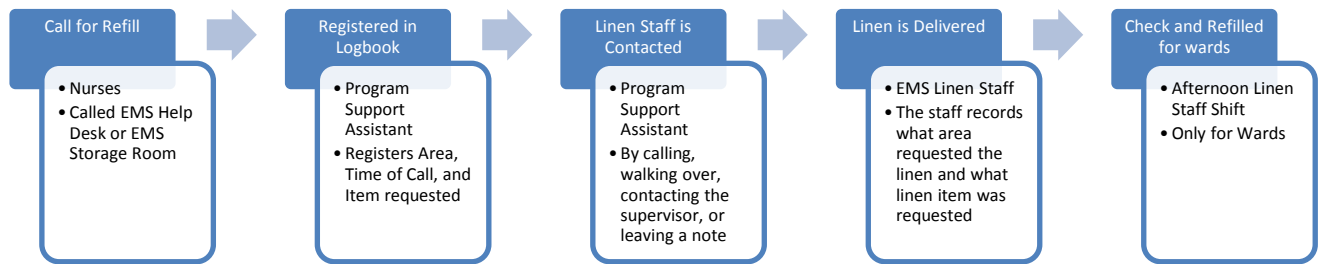 Call for Refill
• Nurses
• Called EMS Help
Desk or EMS
Storage Room
Registered in
Logbook
• Program
Support
Assistant
• Registers Area,
Time of Call, and
Item requested
Linen Staff is
Contacted
• Program
Support
Assistant
• By calling,
walking over,
contacting the
supervisor, or
leaving a note
Linen is Delivered
• EMS Linen Staff
• The staff records
what area
requested the
linen and what
linen item was
requested
Check and Refilled
for wards
• Afternoon Linen
Staff Shift
• Only for Wards